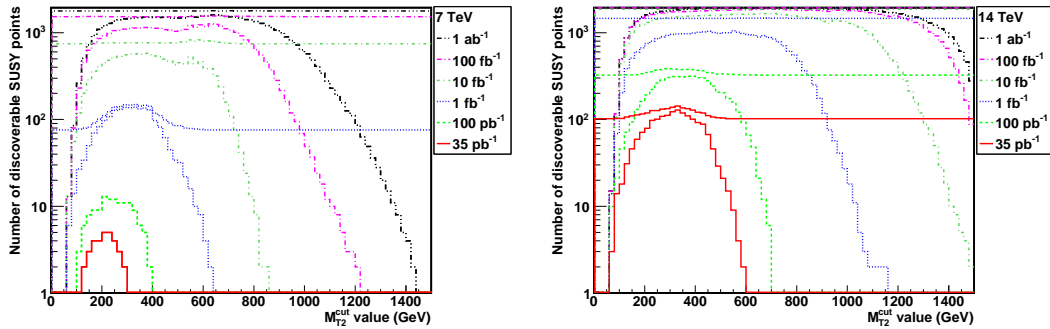 Number of discoverable SUSY points
10³
10²
10
1
0 200 400 600 800 1000 1200 1400
M_T2^cut value (GeV)
7 TeV
1 ab⁻¹
100 fb⁻¹
10 fb⁻¹
1 fb⁻¹
100 pb⁻¹
35 pb⁻¹
Number of discoverable SUSY points
10³
10²
10
1
0 200 400 600 800 1000 1200 1400
M_T2^cut value (GeV)
14 TeV
1 ab⁻¹
100 fb⁻¹
10 fb⁻¹
1 fb⁻¹
100 pb⁻¹
35 pb⁻¹